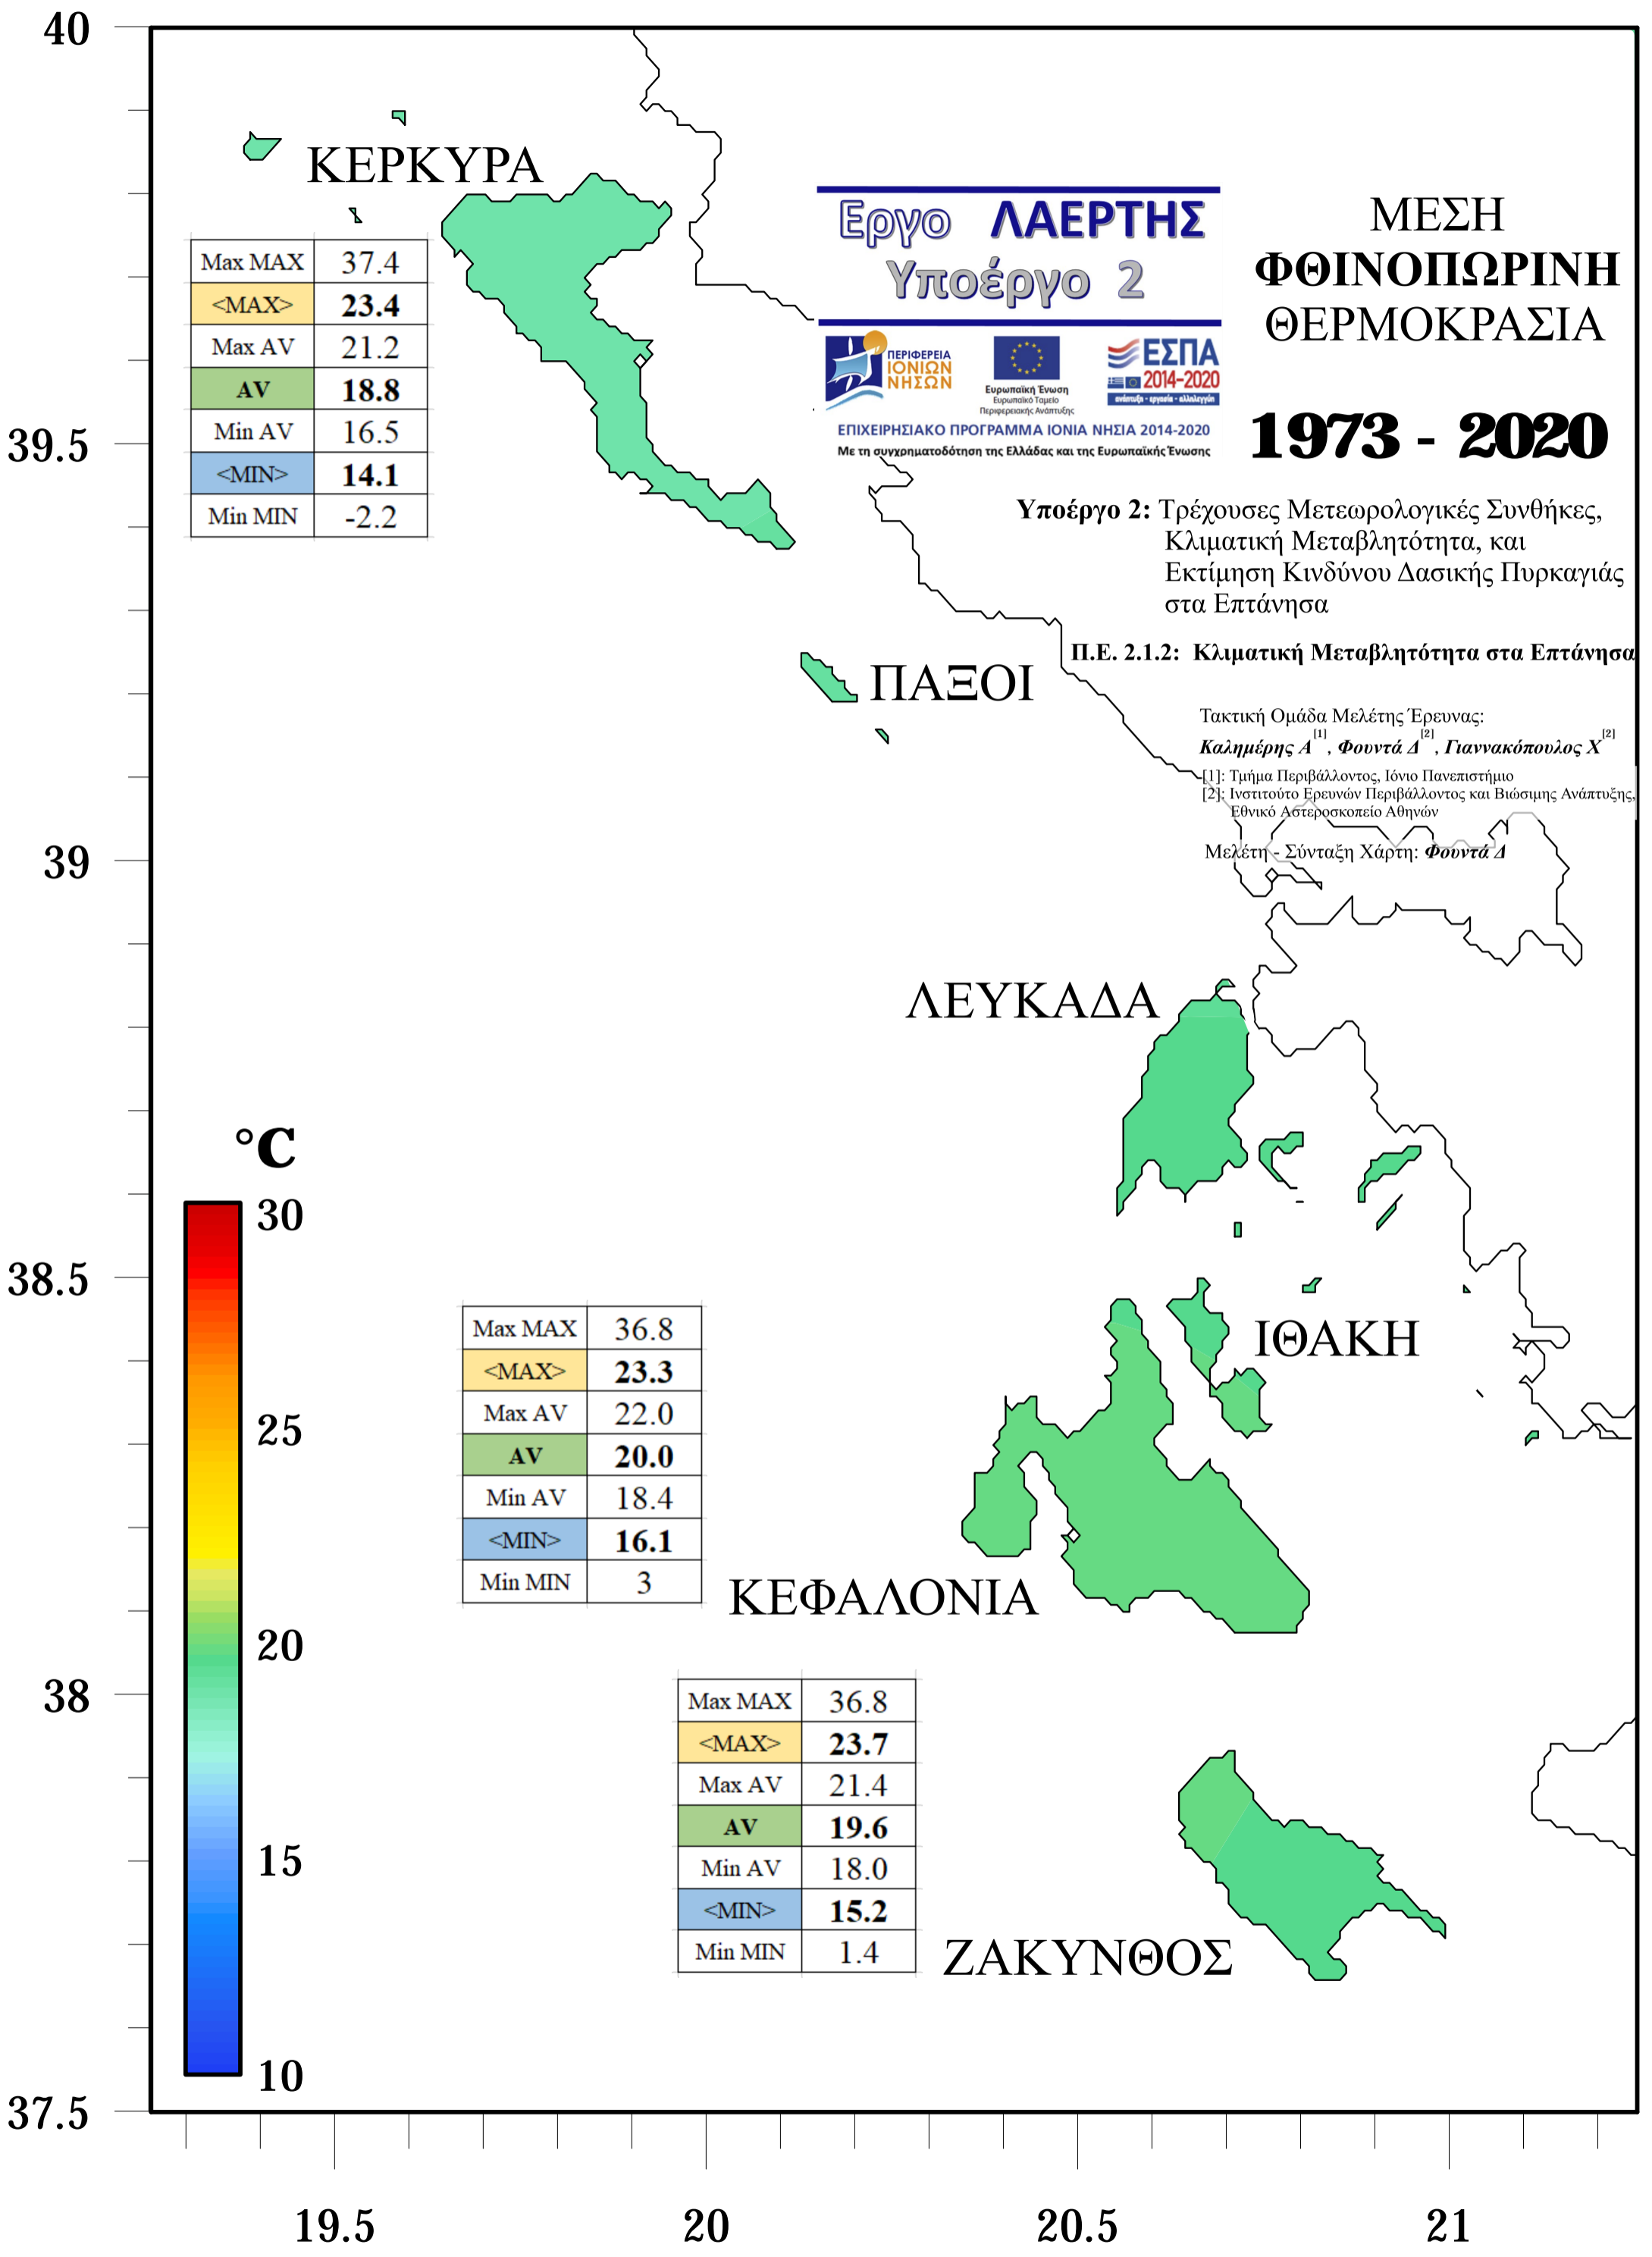 40
39.5
39
38.5
38
37.5
19.5
20
20.5
21
ΚΕΡΚΥΡΑ
Max MAX 37.4
<MAX> 23.4
Max AV 21.2
AV 18.8
Min AV 16.5
<MIN> 14.1
Min MIN -2.2
Εργο ΛΑΕΡΤΗΣ
Υποέργο 2
ΠΕΡΙΦΕΡΕΙΑ
ΙΟΝΙΩΝ
ΝΗΣΩΝ
Ευρωπαϊκή Ένωση
Ευρωπαϊκό Ταμείο
Περιφερειακής Ανάπτυξης
ΕΣΠΑ
2014-2020
ανάπτυξη - εργασία - αλληλεγγύη
ΕΠΙΧΕΙΡΗΣΙΑΚΟ ΠΡΟΓΡΑΜΜΑ ΙΟΝΙΑ ΝΗΣΙΑ 2014-2020
Με τη συγχρηματοδότηση της Ελλάδας και της Ευρωπαϊκής Ένωσης
ΜΕΣΗ
ΦΘΙΝΟΠΩΡΙΝΗ
ΘΕΡΜΟΚΡΑΣΙΑ
1973 - 2020
Υποέργο 2: Τρέχουσες Μετεωρολογικές Συνθήκες,
Κλιματική Μεταβλητότητα, και
Εκτίμηση Κινδύνου Δασικής Πυρκαγιάς
στα Επτάνησα
Π.Ε. 2.1.2: Κλιματική Μεταβλητότητα στα Επτάνησα
Τακτική Ομάδα Μελέτης Έρευνας:
Καλημέρης Α[1], Φουντά Δ[2], Γιαννακόπουλος Χ[2]
[1]: Τμήμα Περιβάλλοντος, Ιόνιο Πανεπιστήμιο
[2]: Ινστιτούτο Ερευνών Περιβάλλοντος και Βιώσιμης Ανάπτυξης,
Εθνικό Αστεροσκοπείο Αθηνών
Μελέτη - Σύνταξη Χάρτη: Φουντά Δ
ΠΑΞΟΙ
ΛΕΥΚΑΔΑ
ΙΘΑΚΗ
°C
30
25
20
15
10
Max MAX 36.8
<MAX> 23.3
Max AV 22.0
AV 20.0
Min AV 18.4
<MIN> 16.1
Min MIN 3
ΚΕΦΑΛΟΝΙΑ
Max MAX 36.8
<MAX> 23.7
Max AV 21.4
AV 19.6
Min AV 18.0
<MIN> 15.2
Min MIN 1.4
ΖΑΚΥΝΘΟΣ